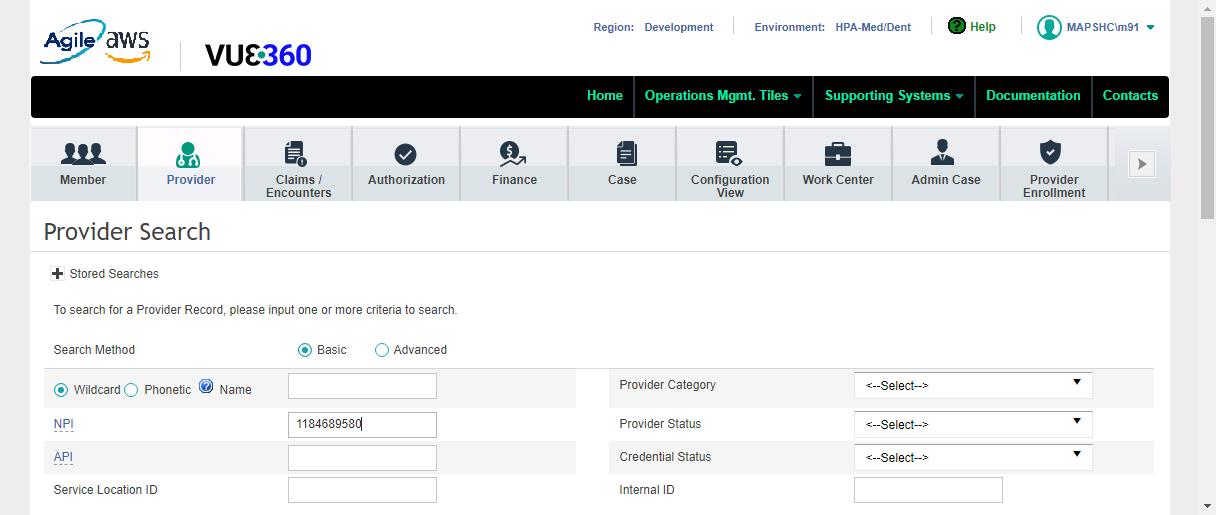 Agile aws
VUE360
Region: Development
Environment: HPA-Med/Dent
? Help
MAPSHC\m91
Home
Operations Mgmt. Tiles
Supporting Systems
Documentation
Contacts
Member
Provider
Claims /
Encounters
Authorization
Finance
Case
Configuration
View
Work Center
Admin Case
Provider
Enrollment
Provider Search
Stored Searches
To search for a Provider Record, please input one or more criteria to search.
Search Method Basic Advanced
Wildcard Phonetic ? Name
Provider Category <--Select-->
NPI 1184689580
Provider Status <--Select-->
API
Credential Status <--Select-->
Service Location ID
Internal ID